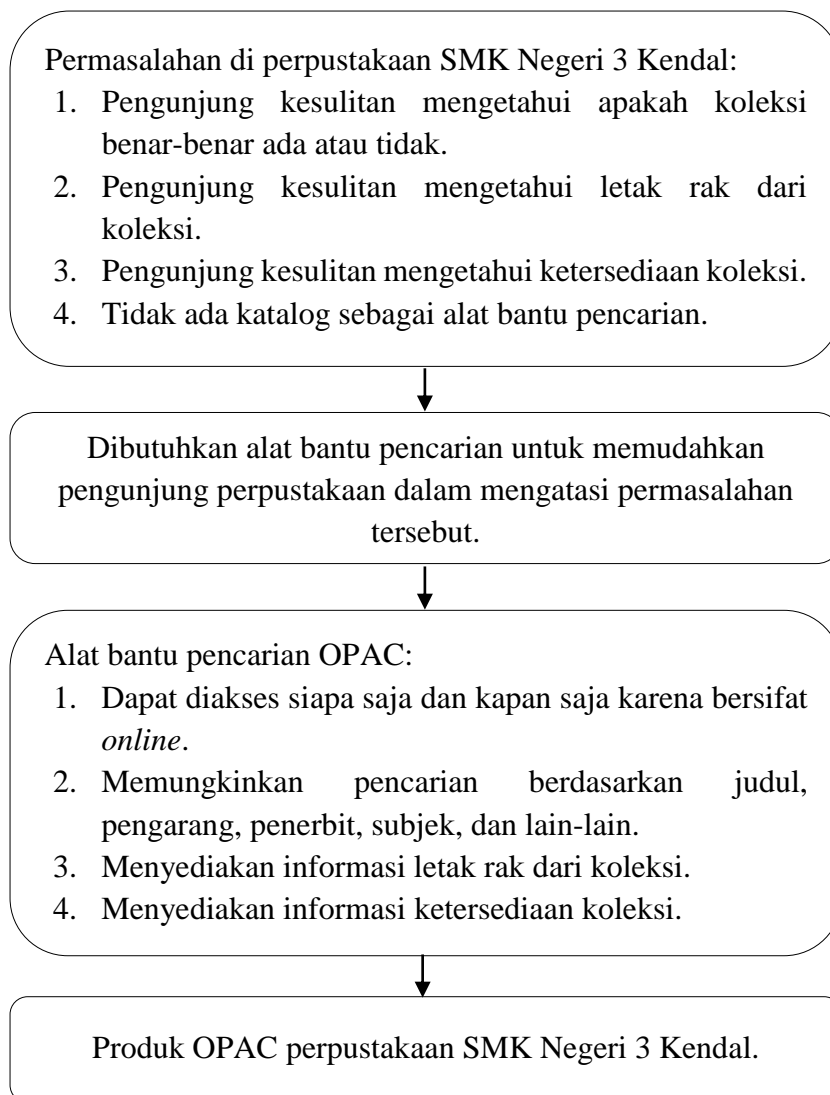 Permasalahan di perpustakaan SMK Negeri 3 Kendal:
1. Pengunjung kesulitan mengetahui apakah koleksi
benar-benar ada atau tidak.
2. Pengunjung kesulitan mengetahui letak rak dari
koleksi.
3. Pengunjung kesulitan mengetahui ketersediaan koleksi.
4. Tidak ada katalog sebagai alat bantu pencarian.
Dibutuhkan alat bantu pencarian untuk memudahkan
pengunjung perpustakaan dalam mengatasi permasalahan
tersebut.
Alat bantu pencarian OPAC:
1. Dapat diakses siapa saja dan kapan saja karena bersifat
online.
2. Memungkinkan pencarian berdasarkan judul,
pengarang, penerbit, subjek, dan lain-lain.
3. Menyediakan informasi letak rak dari koleksi.
4. Menyediakan informasi ketersediaan koleksi.
Produk OPAC perpustakaan SMK Negeri 3 Kendal.